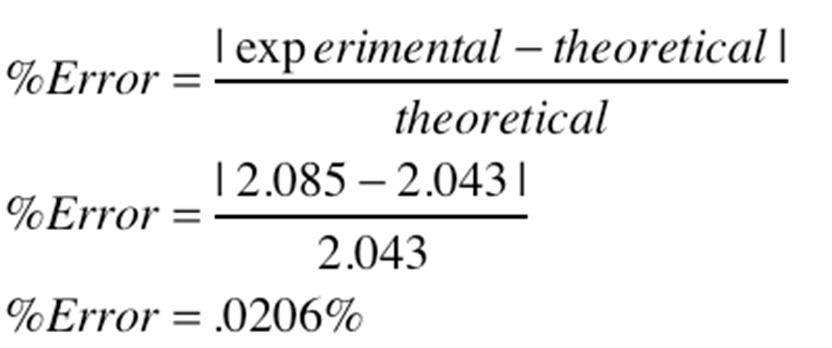 %Error = | experimental − theoretical | / theoretical
%Error = | 2.085 − 2.043 | / 2.043
%Error = .0206%